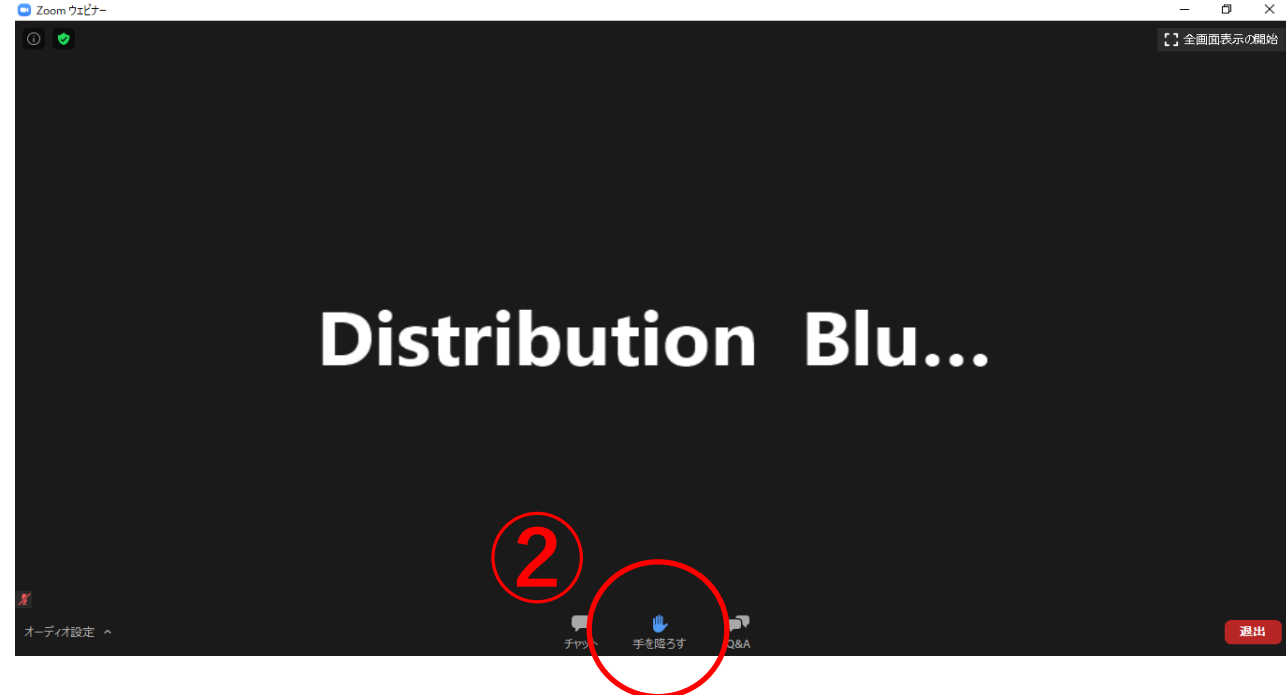 Zoom ウェビナー
全画面表示の開始
Distribution Blu...
②
オーディオ設定
チャット
手を降ろす
Q&A
退出